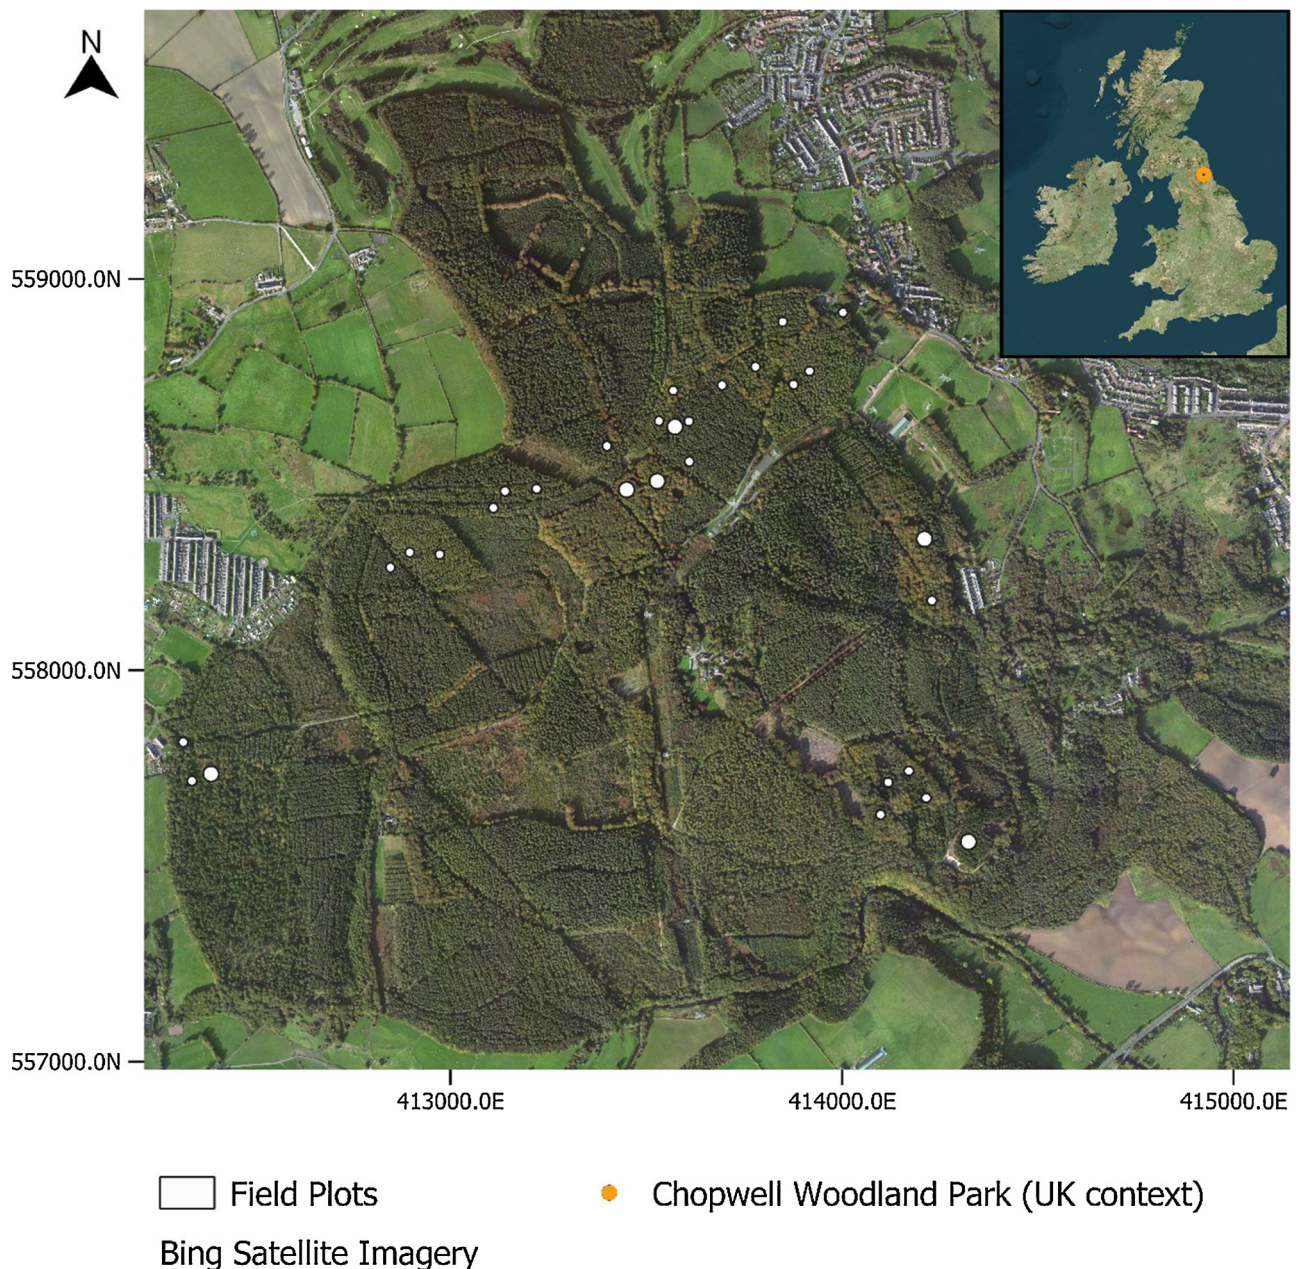 N
559000.0N
558000.0N
557000.0N
413000.0E
414000.0E
415000.0E
Field Plots
Chopwell Woodland Park (UK context)
Bing Satellite Imagery